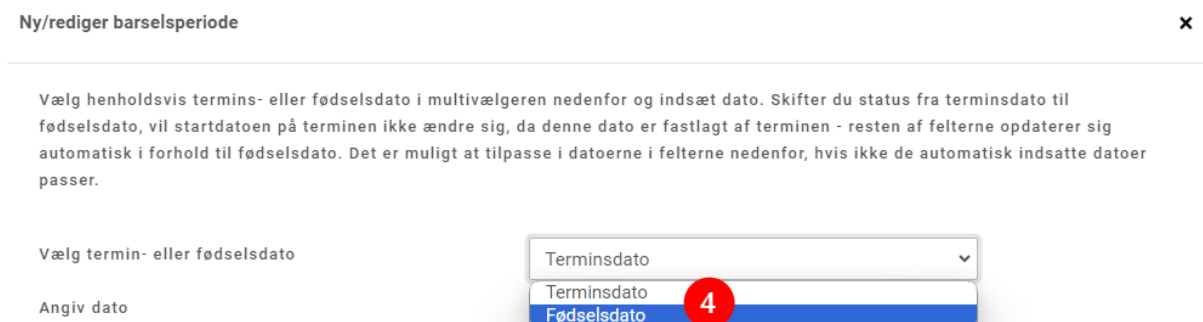 Ny/rediger barselsperiode
Vælg henholdsvis termins- eller fødselsdato i multivælgeren nedenfor og indsæt dato. Skifter du status fra terminsdato til
fødselsdato, vil startdatoen på terminen ikke ændre sig, da denne dato er fastlagt af terminen - resten af felterne opdaterer sig
automatisk i forhold til fødselsdato. Det er muligt at tilpasse i datoerne i felterne nedenfor, hvis ikke de automatisk indsatte datoer
passer.
Vælg termin- eller fødselsdato
Terminsdato
Terminsdato
4
Angiv dato
Fødselsdato